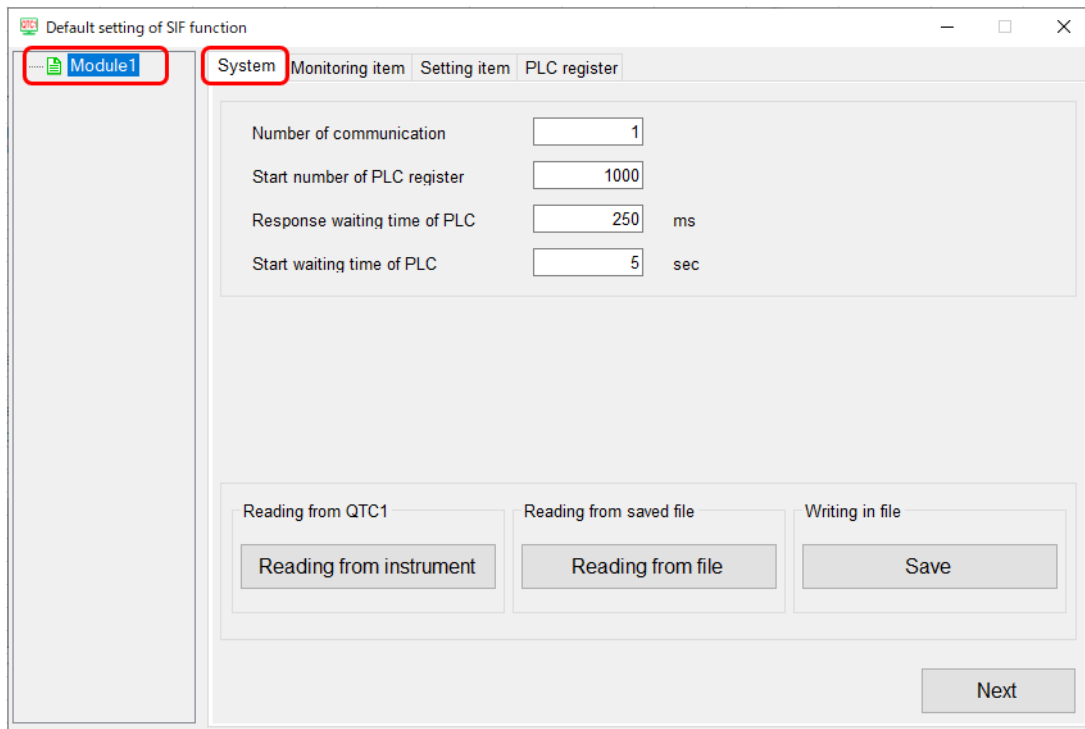 QTC1 Default setting of SIF function
Module1
System Monitoring item Setting item PLC register
Number of communication 1
Start number of PLC register 1000
Response waiting time of PLC 250 ms
Start waiting time of PLC 5 sec
Reading from QTC1 Reading from saved file Writing in file
Reading from instrument Reading from file Save
Next